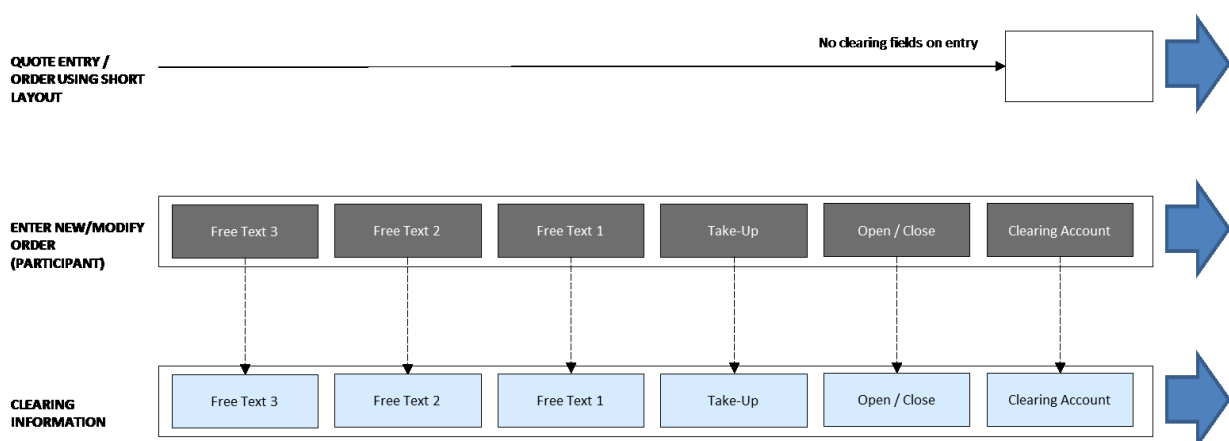 No clearing fields on entry
QUOTE ENTRY /
ORDER USING SHORT
LAYOUT
ENTER NEW/MODIFY
ORDER
(PARTICIPANT)
Free Text 3
Free Text 2
Free Text 1
Take-Up
Open / Close
Clearing Account
CLEARING
INFORMATION
Free Text 3
Free Text 2
Free Text 1
Take-Up
Open / Close
Clearing Account